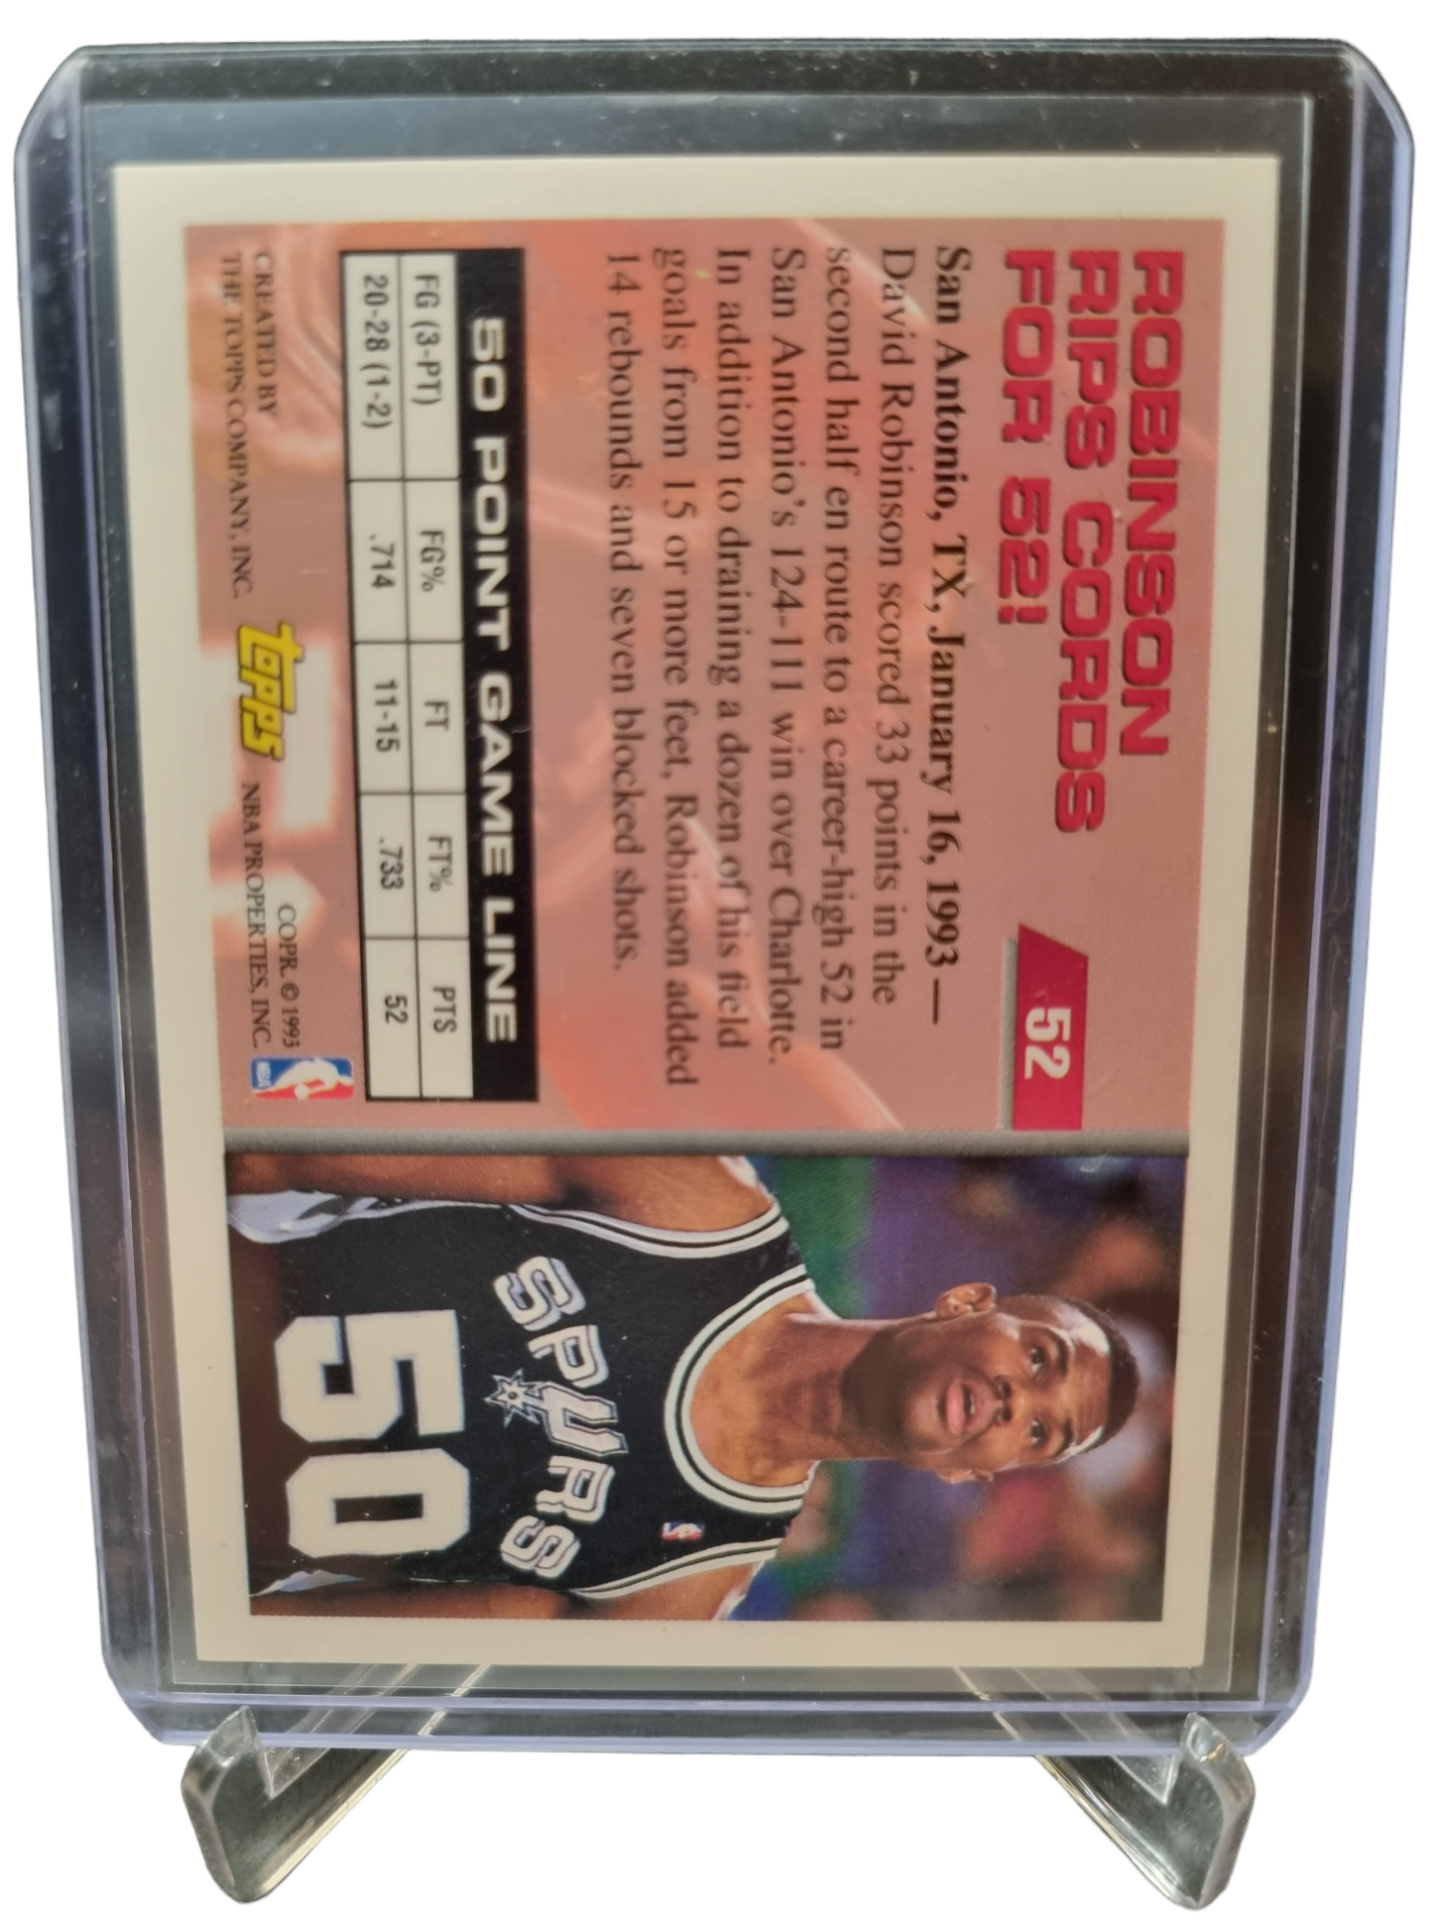 ROBINSON
RIPS CORDS
FOR 52!
52
San Antonio, TX, January 16, 1993 —
David Robinson scored 33 points in the
second half en route to a career-high 52 in
San Antonio's 124-111 win over Charlotte.
In addition to draining a dozen of his field
goals from 15 or more feet, Robinson added
14 rebounds and seven blocked shots.
50 POINT GAME LINE
FG (3-PT) FG% FT FT% PTS
20-28 (1-2) .714 11-15 .733 52
CREATED BY
THE TOPPS COMPANY, INC.
TOPPS
COPR. © 1993
NBA PROPERTIES, INC.
NBA
SPURS
50